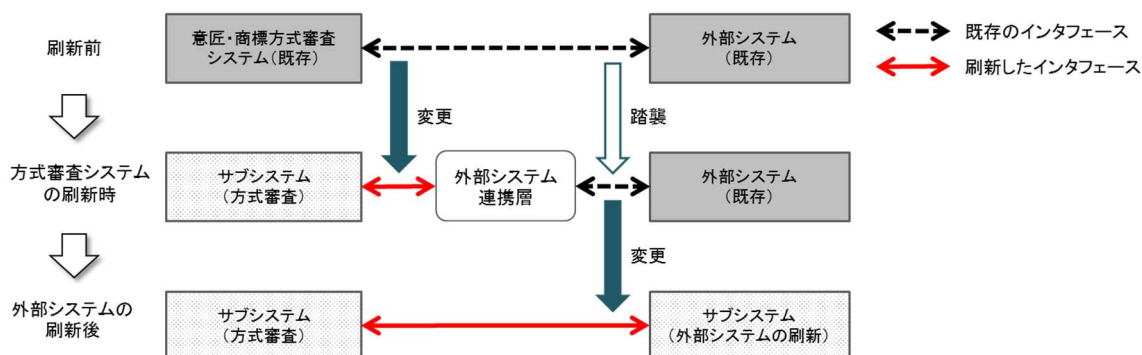 刷新前
意匠・商標方式審査
システム(既存)
外部システム
(既存)
既存のインタフェース
刷新したインタフェース
変更
踏襲
方式審査システム
の刷新時
サブシステム
(方式審査)
外部システム
連携層
外部システム
(既存)
変更
外部システムの
刷新後
サブシステム
(方式審査)
サブシステム
(外部システムの刷新)